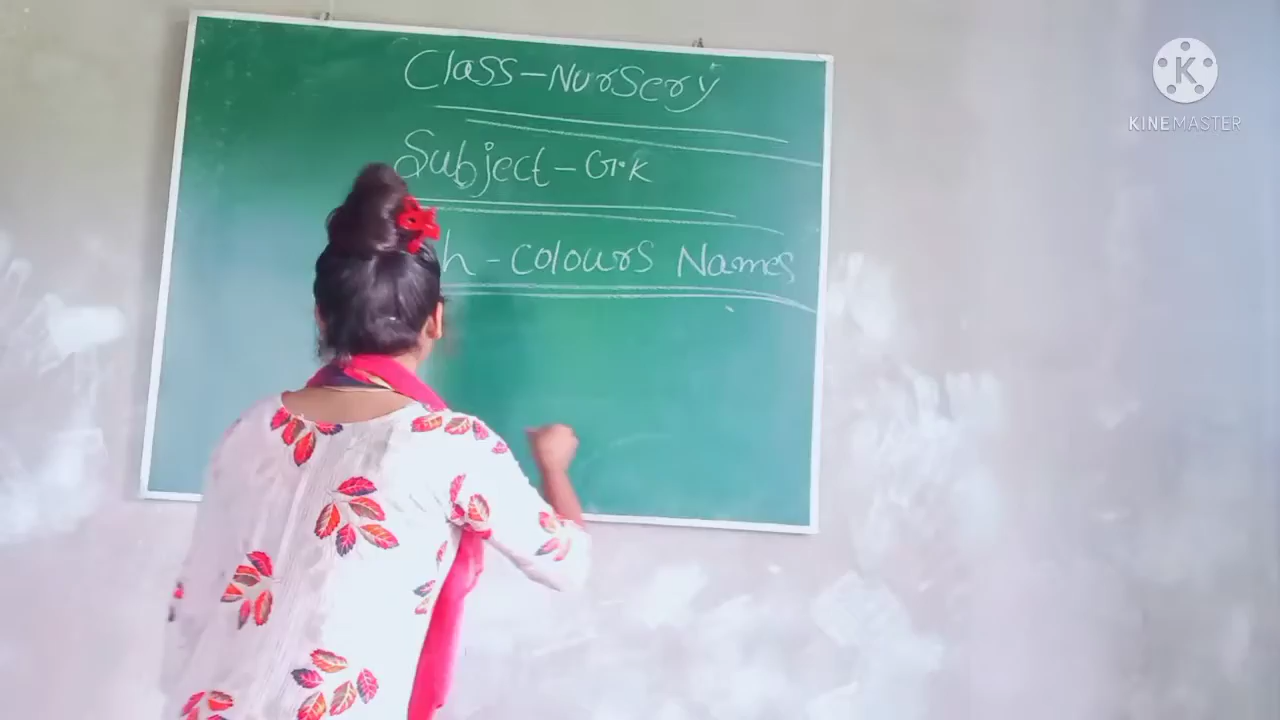 Class-Nursery
Subject-G.K
h - colours Names
K
KINEMASTER